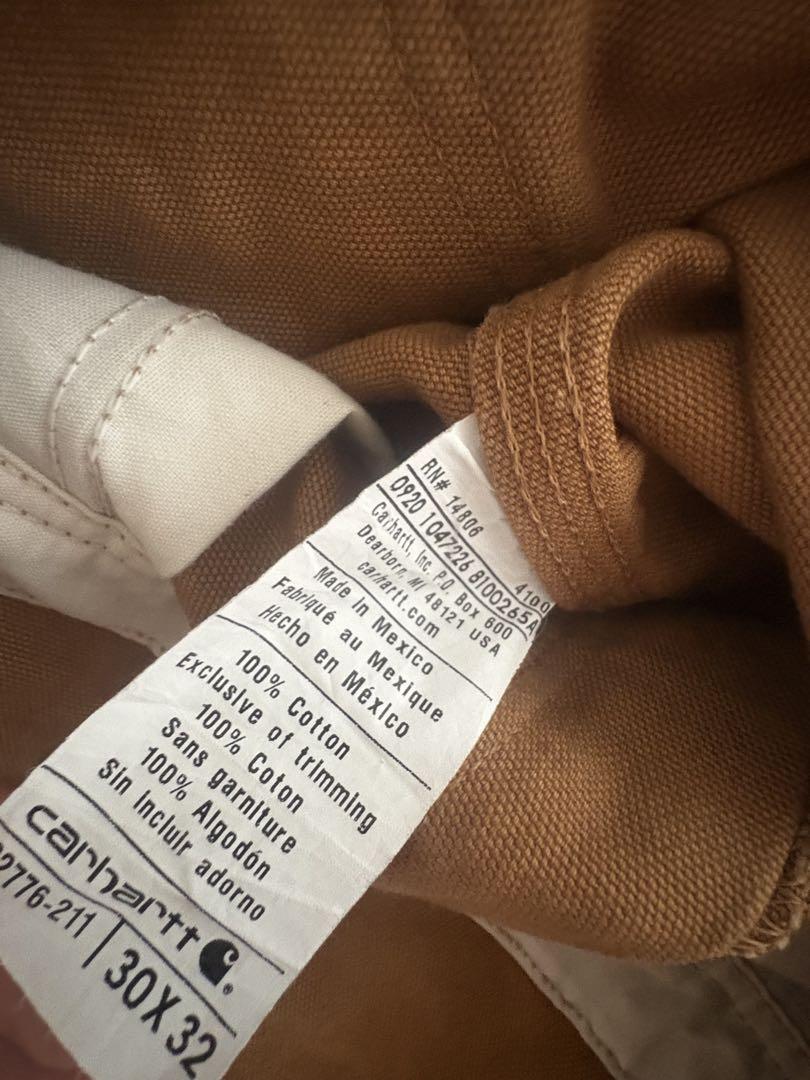 RN# 14806
4100
0920 1047226 8100265A
Carhartt, Inc. P.O. Box 600
Dearborn, MI 48121 USA
carhartt.com
Made in Mexico
Fabriqué au Mexique
Hecho en México
100% Cotton
Exclusive of trimming
100% Coton
Sans garniture
100% Algodón
Sin incluir adorno
carhartt
2776-211 30X32